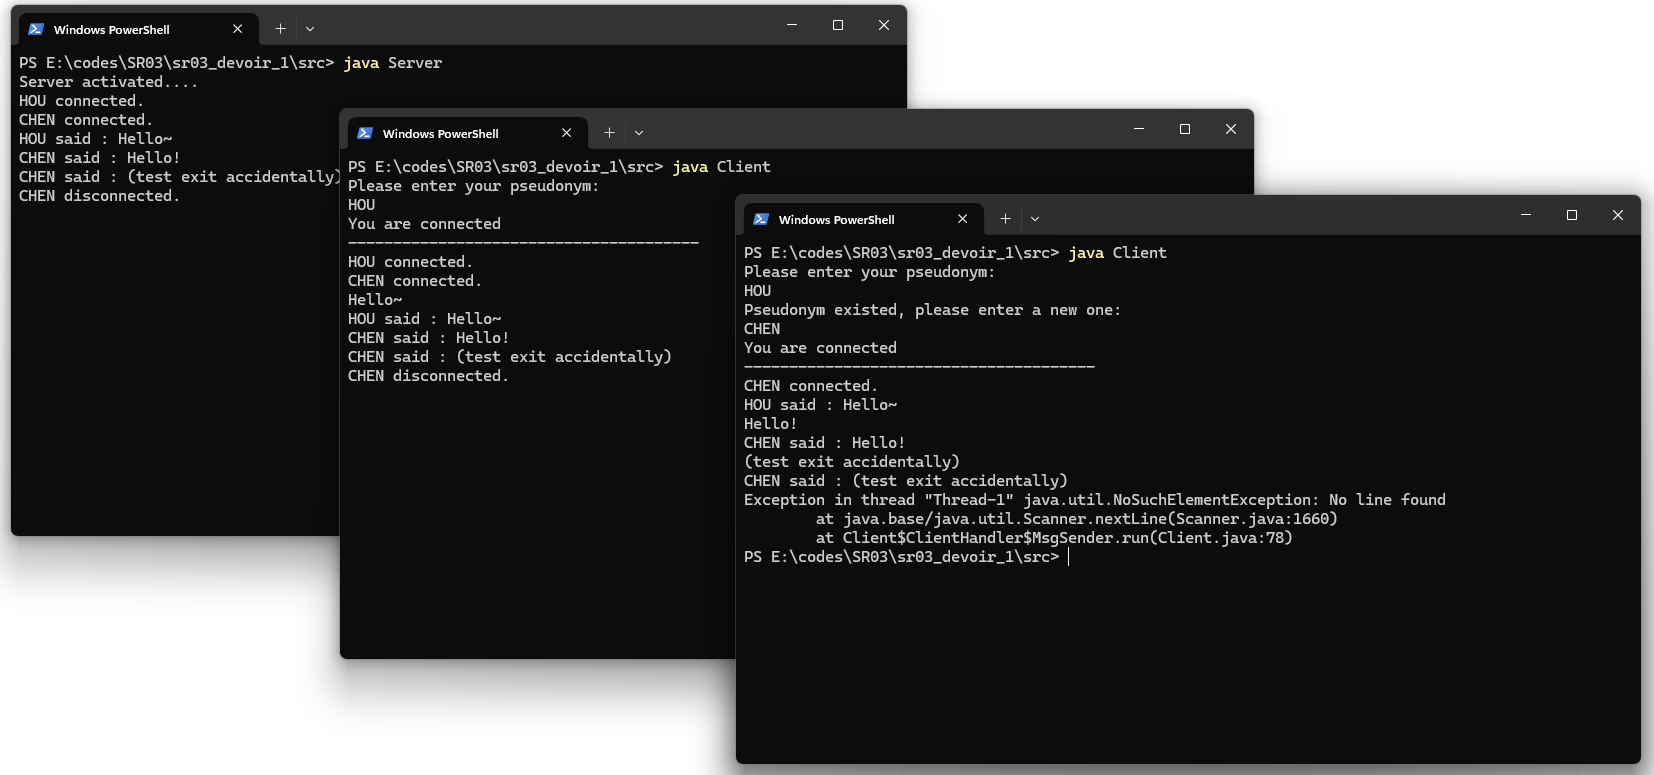 Windows PowerShell
PS E:\codes\SR03\sr03_devoir_1\src> java Server
Server activated....
HOU connected.
CHEN connected.
HOU said : Hello~
CHEN said : Hello!
CHEN said : (test exit accidentally)
CHEN disconnected.
Windows PowerShell
PS E:\codes\SR03\sr03_devoir_1\src> java Client
Please enter your pseudonym:
HOU
You are connected
---------------------------------------
HOU connected.
CHEN connected.
Hello~
HOU said : Hello~
CHEN said : Hello!
CHEN said : (test exit accidentally)
CHEN disconnected.
Windows PowerShell
PS E:\codes\SR03\sr03_devoir_1\src> java Client
Please enter your pseudonym:
HOU
Pseudonym existed, please enter a new one:
CHEN
You are connected
---------------------------------------
CHEN connected.
HOU said : Hello~
Hello!
CHEN said : Hello!
(test exit accidentally)
CHEN said : (test exit accidentally)
Exception in thread "Thread-1" java.util.NoSuchElementException: No line found
        at java.base/java.util.Scanner.nextLine(Scanner.java:1660)
        at Client$ClientHandler$MsgSender.run(Client.java:78)
PS E:\codes\SR03\sr03_devoir_1\src>